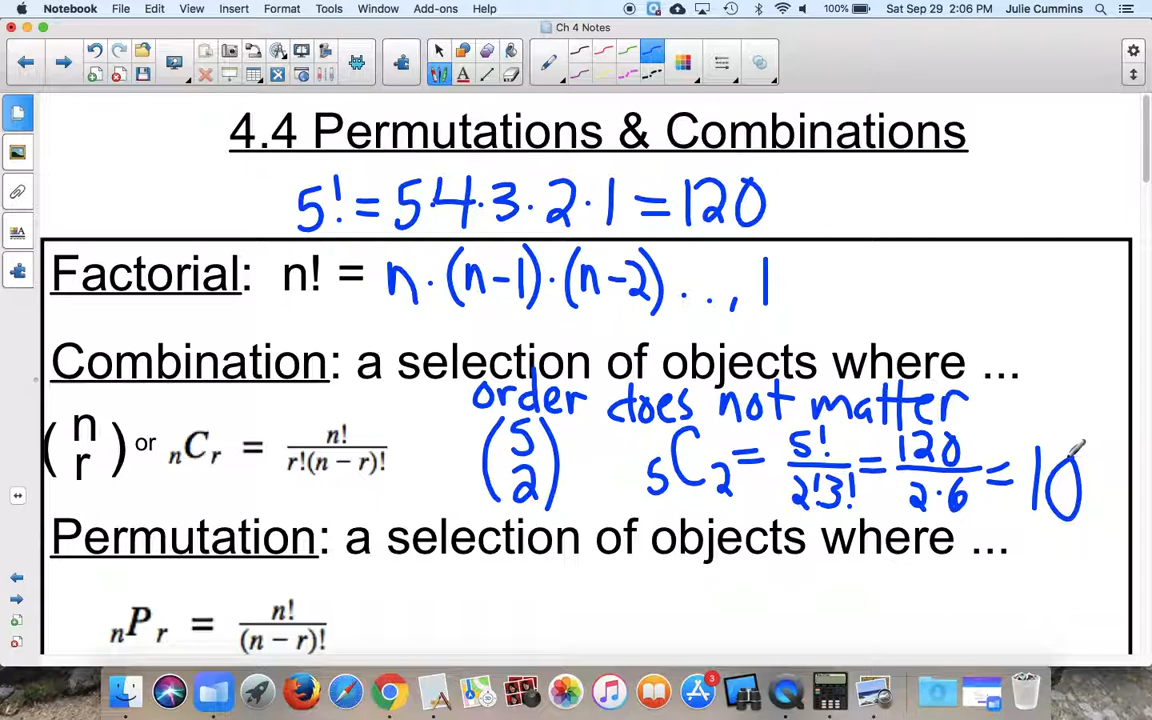 Notebook File Edit View Insert Format Tools Window Add-ons Help 100% Sat Sep 29 2:06 PM Julie Cummins
Ch 4 Notes
4.4 Permutations & Combinations
5! = 5·4·3·2·1 = 120
Factorial: n! = n·(n-1)·(n-2)..., 1
Combination: a selection of objects where ...
order does not matter
(n r) or nCr = n!/r!(n − r)! (5 2) 5C2 = 5!/2!3! = 120/2·6 = 10
Permutation: a selection of objects where ...
nPr = n!/(n − r)!
3